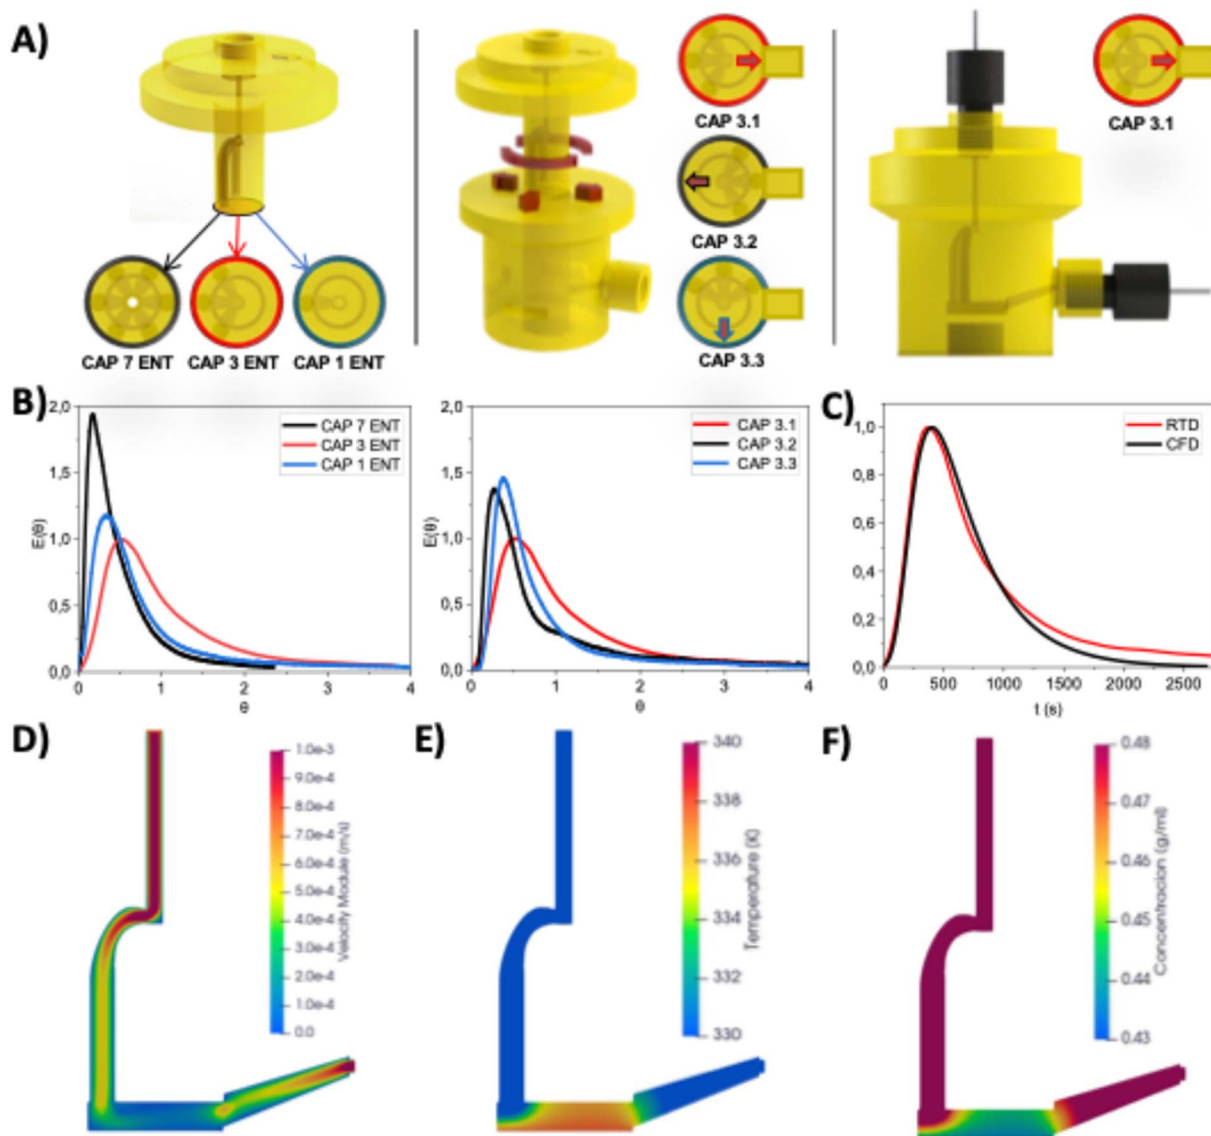 A)
CAP 7 ENT
CAP 3 ENT
CAP 1 ENT
CAP 3.1
CAP 3.2
CAP 3.3
CAP 3.1
B)
2,0
1,5
1,0
0,5
0,0
E(θ)
0
1
2
3
4
θ
CAP 7 ENT
CAP 3 ENT
CAP 1 ENT
2,0
1,5
1,0
0,5
0,0
E(θ)
0
1
2
3
4
θ
CAP 3.1
CAP 3.2
CAP 3.3
C)
1,0
0,8
0,6
0,4
0,2
0,0
0
500
1000
1500
2000
2500
t (s)
RTD
CFD
D)
1.0e-3
9.0e-4
8.0e-4
7.0e-4
6.0e-4
5.0e-4
4.0e-4
3.0e-4
2.0e-4
1.0e-4
0.0
Velocity Module (m/s)
E)
340
338
336
334
332
330
Temperature (K)
F)
0.48
0.47
0.46
0.45
0.44
0.43
Concentracion (g/ml)